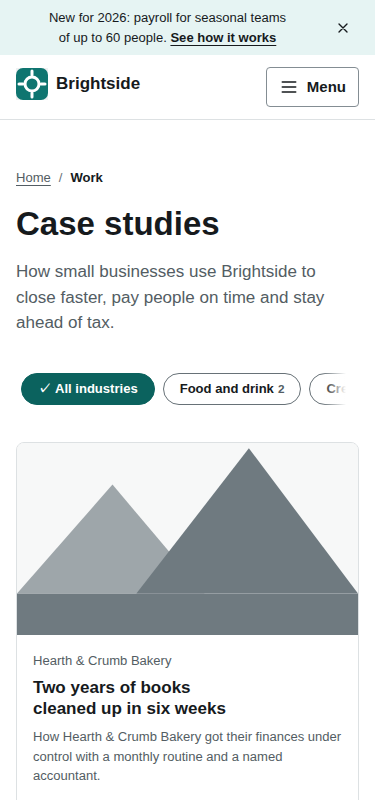 New for 2026: payroll for seasonal teams
of up to 60 people. See how it works
Brightside
Menu
Home / Work
Case studies
How small businesses use Brightside to
close faster, pay people on time and stay
ahead of tax.
✓ All industries
Food and drink 2
Cre
Hearth & Crumb Bakery
Two years of books
cleaned up in six weeks
How Hearth & Crumb Bakery got their finances under
control with a monthly routine and a named
accountant.